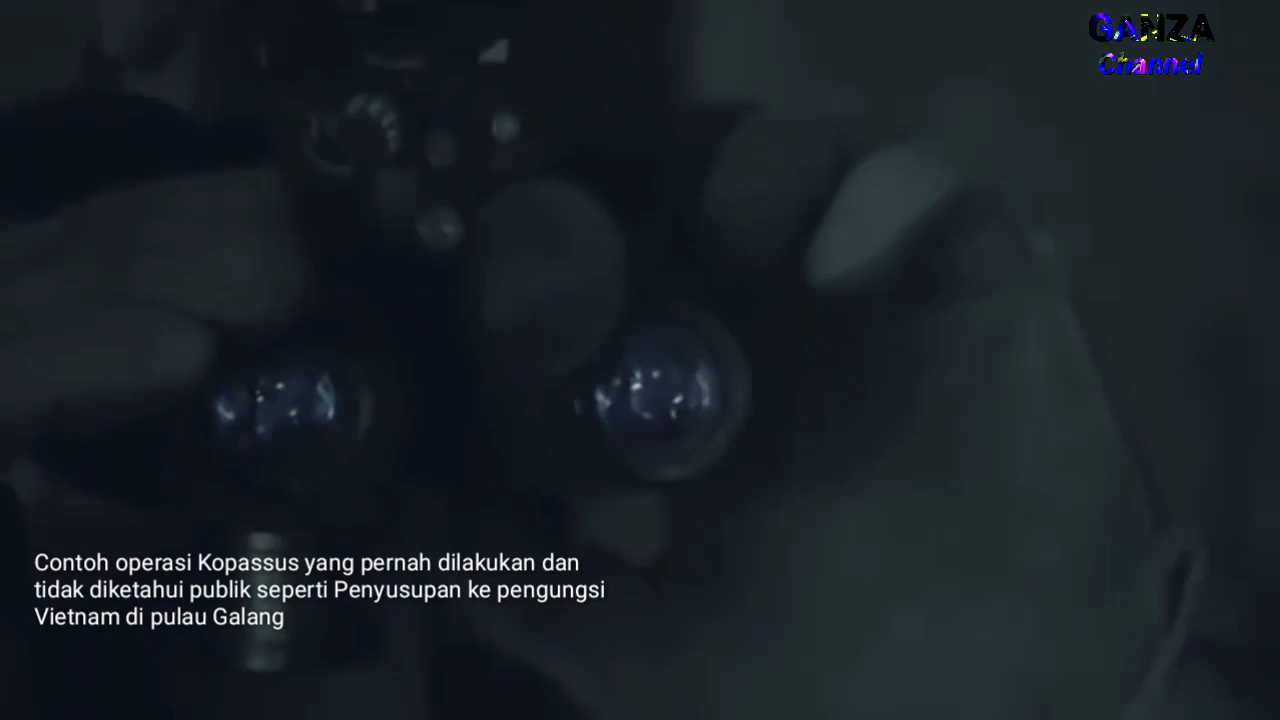 GANZA
Channel
Contoh operasi Kopassus yang pernah dilakukan dan
tidak diketahui publik seperti Penyusupan ke pengungsi
Vietnam di pulau Galang